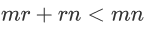 mr + rn < mn